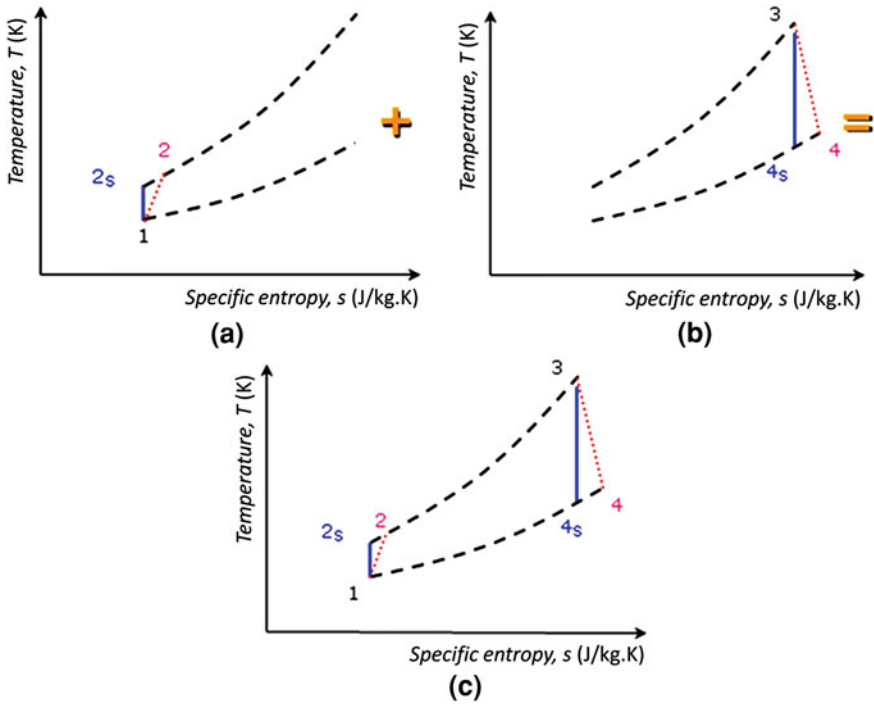 Temperature, T (K)
2s
2
1
Specific entropy, s (J/kg.K)
(a)
+
Temperature, T (K)
3
4s
4
Specific entropy, s (J/kg.K)
(b)
=
Temperature, T (K)
3
2s
2
1
4s
4
Specific entropy, s (J/kg.K)
(c)